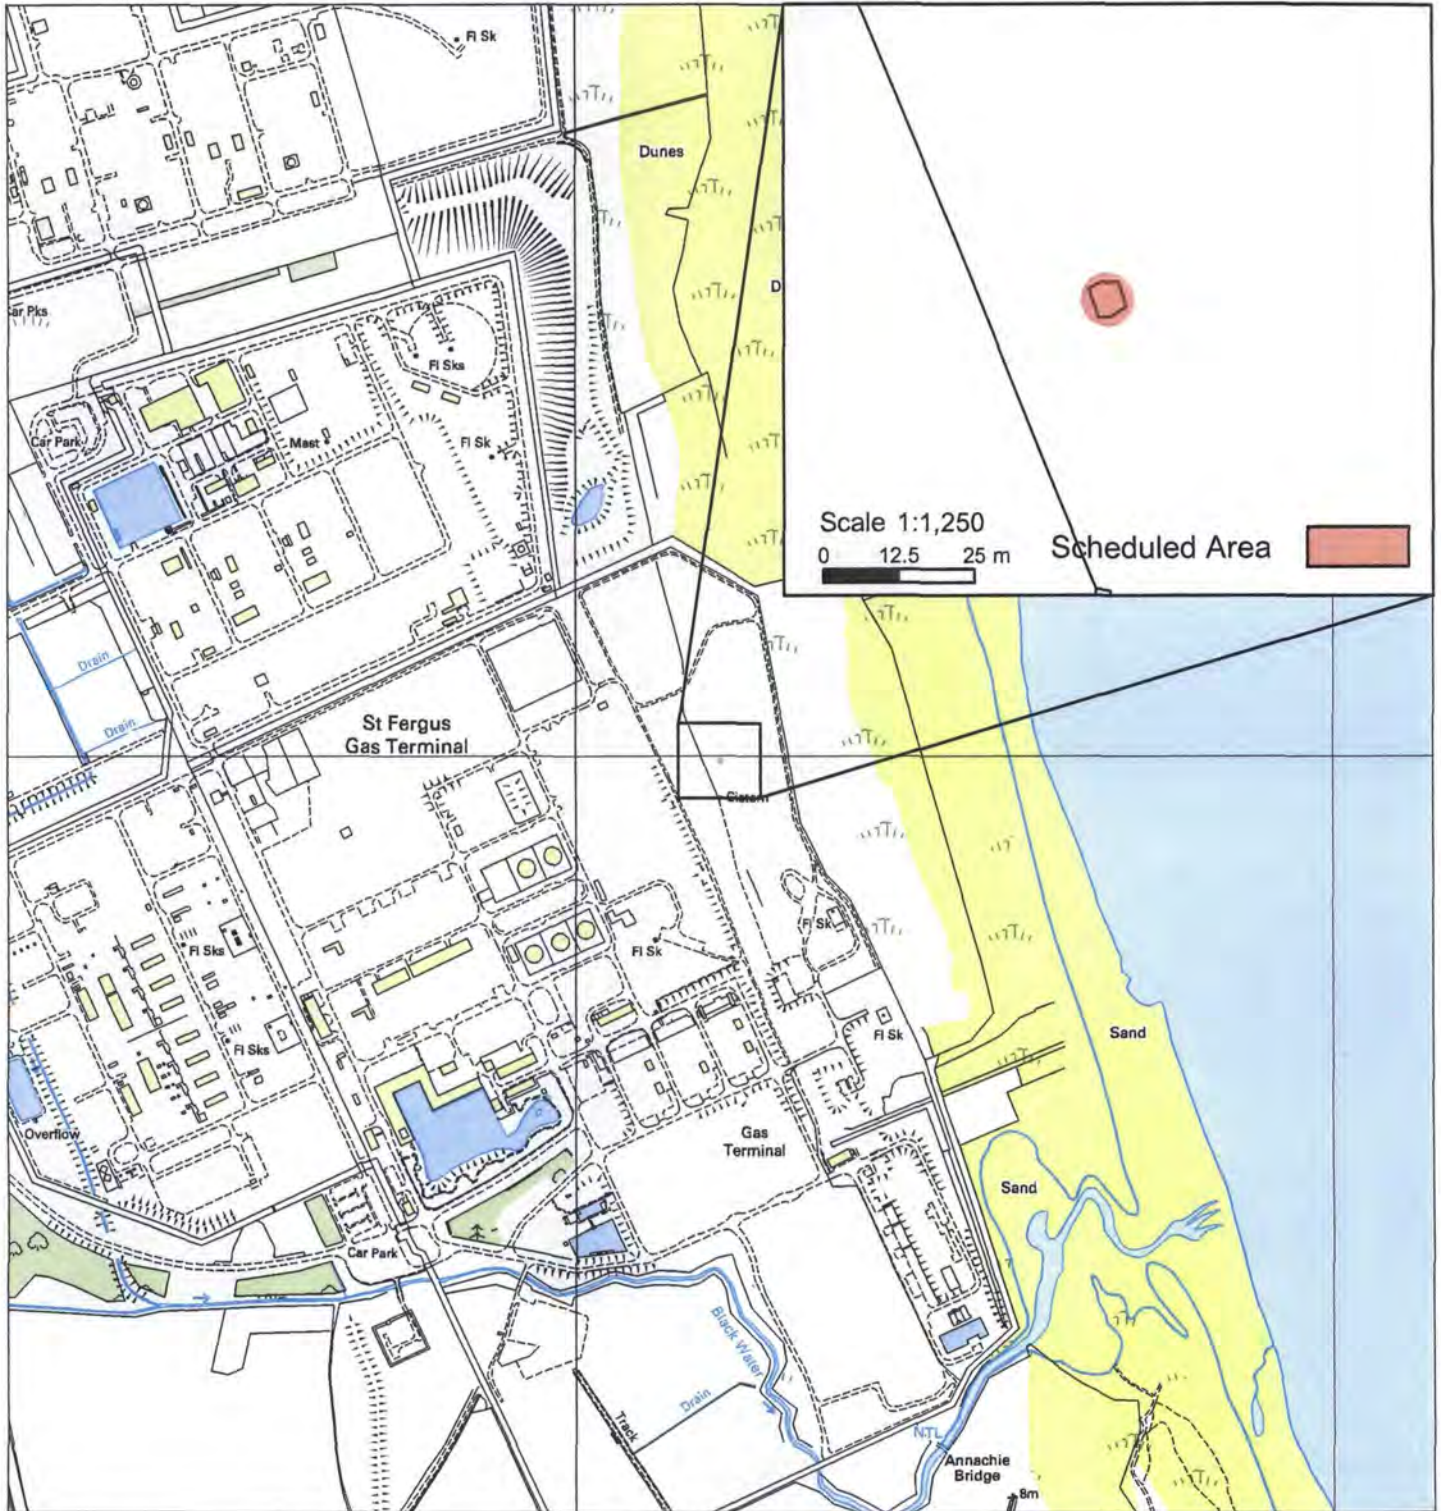 Fl Sk
Dunes
D
Scale 1:1,250
0 12.5 25 m
Scheduled Area
Car Pks
Fl Sks
Car Park
Mast
Fl Sk
Drain
Drain
St Fergus
Gas Terminal
Cistern
Fl Sks
Fl Sk
Fl Sk
Fl Sk
Fl Sks
Sand
Overflow
Gas
Terminal
Sand
Car Park
Black Water
Drain
Track
NTL
Annachie
Bridge
8m